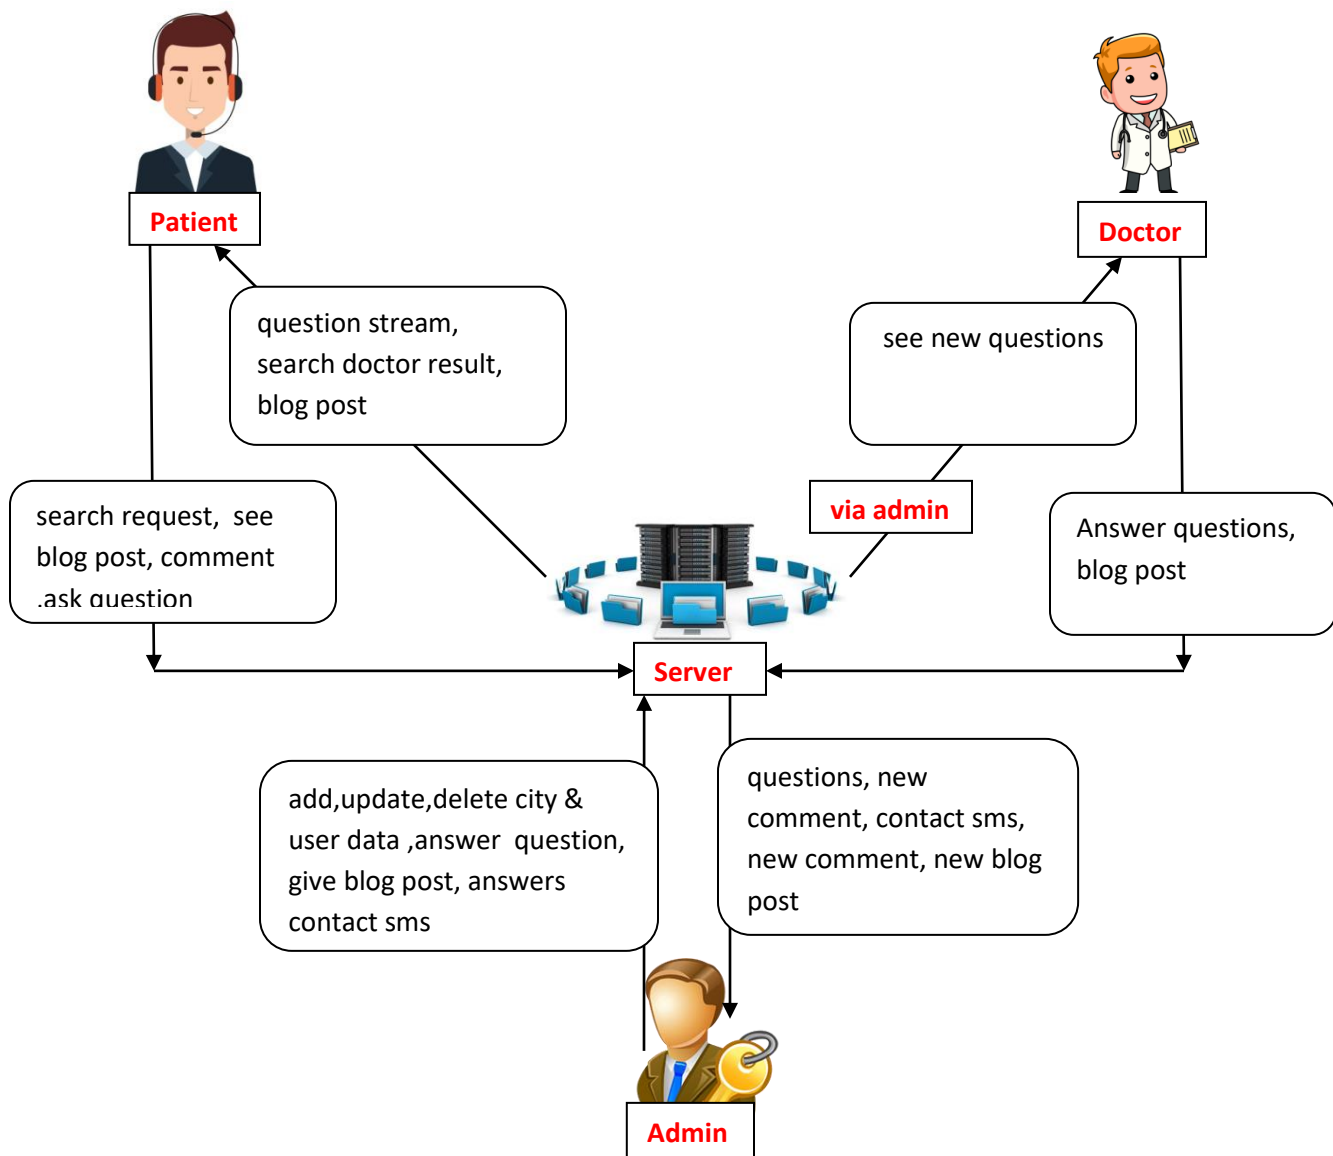 Patient
Doctor
question stream,
search doctor result,
blog post
see new questions
via admin
search request,  see
blog post, comment
,ask question
Answer questions,
blog post
Server
add,update,delete city &
user data ,answer  question,
give blog post, answers
contact sms
questions, new
comment, contact sms,
new comment, new blog
post
Admin